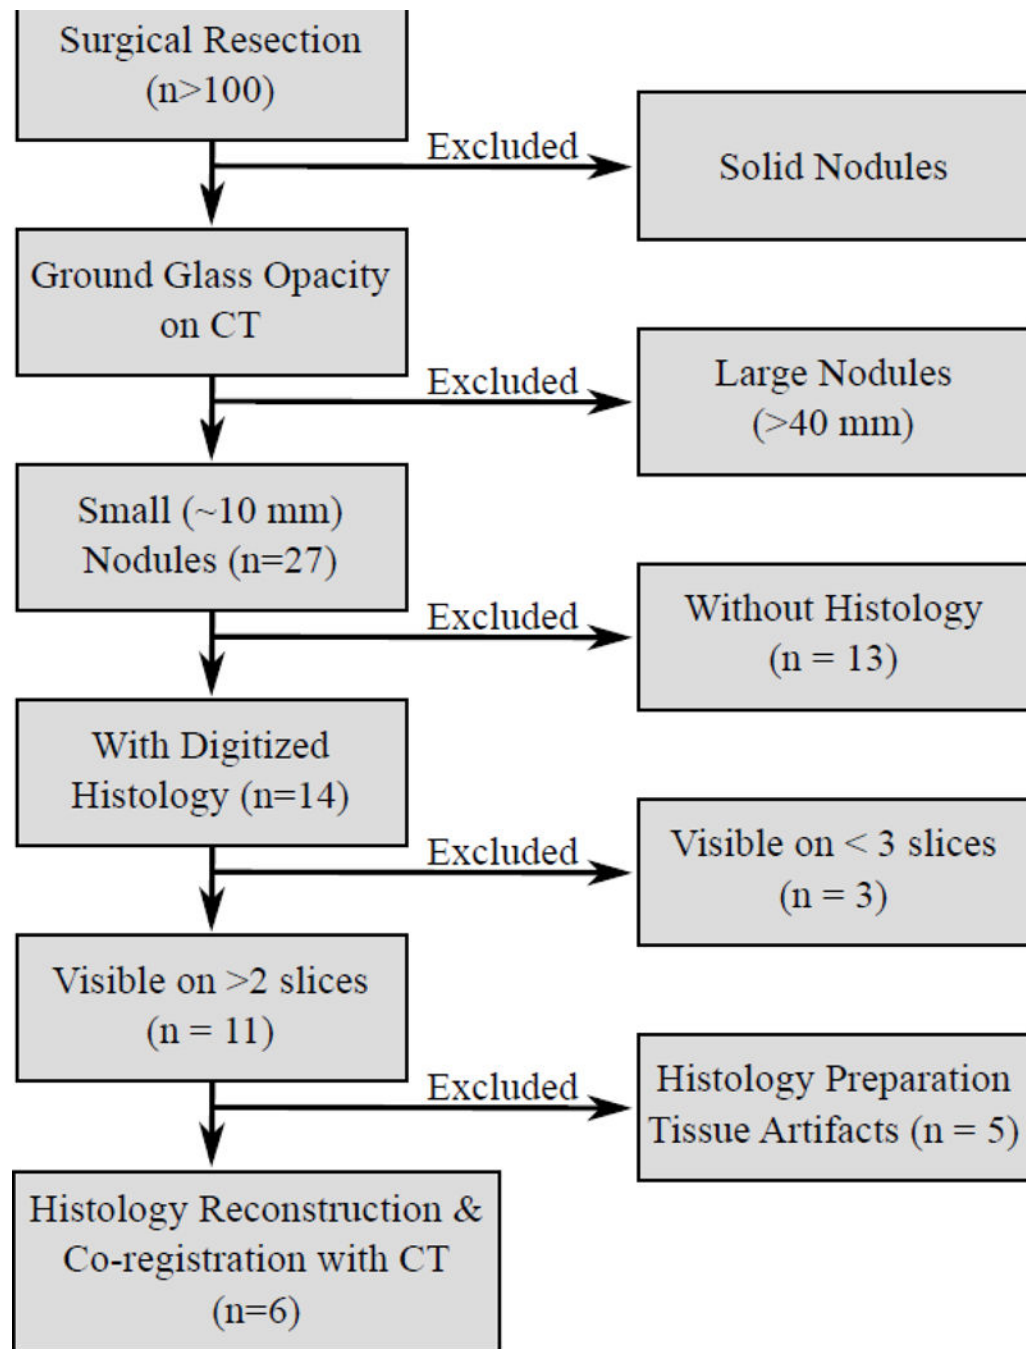 Surgical Resection
(n>100)
Excluded
Solid Nodules
Ground Glass Opacity
on CT
Excluded
Large Nodules
(>40 mm)
Small (~10 mm)
Nodules (n=27)
Excluded
Without Histology
(n = 13)
With Digitized
Histology (n=14)
Excluded
Visible on < 3 slices
(n = 3)
Visible on >2 slices
(n = 11)
Excluded
Histology Preparation
Tissue Artifacts (n = 5)
Histology Reconstruction &
Co-registration with CT
(n=6)